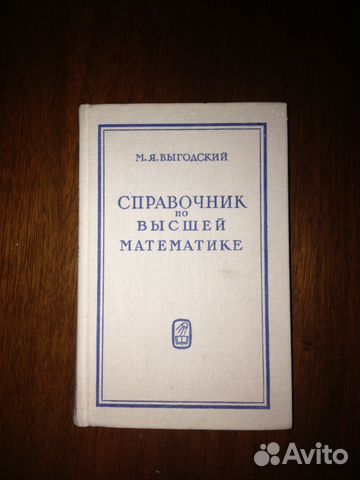 М.Я.ВЫГОДСКИЙ
СПРАВОЧНИК
ПО
ВЫСШЕЙ
МАТЕМАТИКЕ
Avito